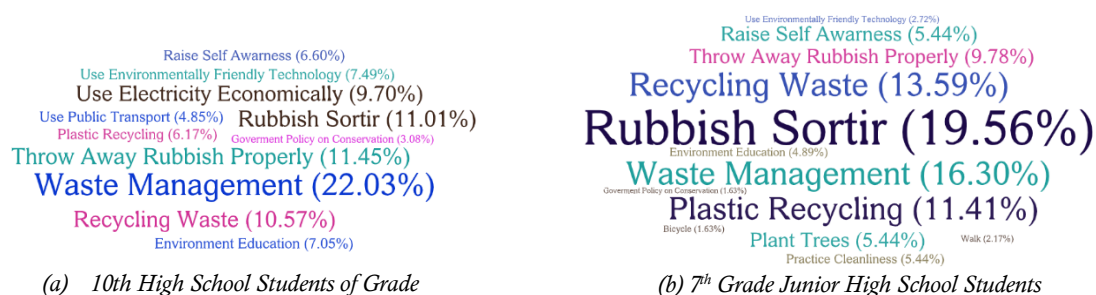 Raise Self Awarness (6.60%)
Use Environmentally Friendly Technology (7.49%)
Use Electricity Economically (9.70%)
Use Public Transport (4.85%)
Rubbish Sortir (11.01%)
Plastic Recycling (6.17%)
Goverment Policy on Conservation (3.08%)
Throw Away Rubbish Properly (11.45%)
Waste Management (22.03%)
Recycling Waste (10.57%)
Environment Education (7.05%)
(a) 10th High School Students of Grade
Use Environmentally Friendly Technology (2.72%)
Raise Self Awarness (5.44%)
Throw Away Rubbish Properly (9.78%)
Recycling Waste (13.59%)
Rubbish Sortir (19.56%)
Environment Education (4.89%)
Waste Management (16.30%)
Goverment Policy on Conservation (1.63%)
Plastic Recycling (11.41%)
Bicycle (1.63%)
Plant Trees (5.44%)
Walk (2.17%)
Practice Cleanliness (5.44%)
(b) 7th Grade Junior High School Students